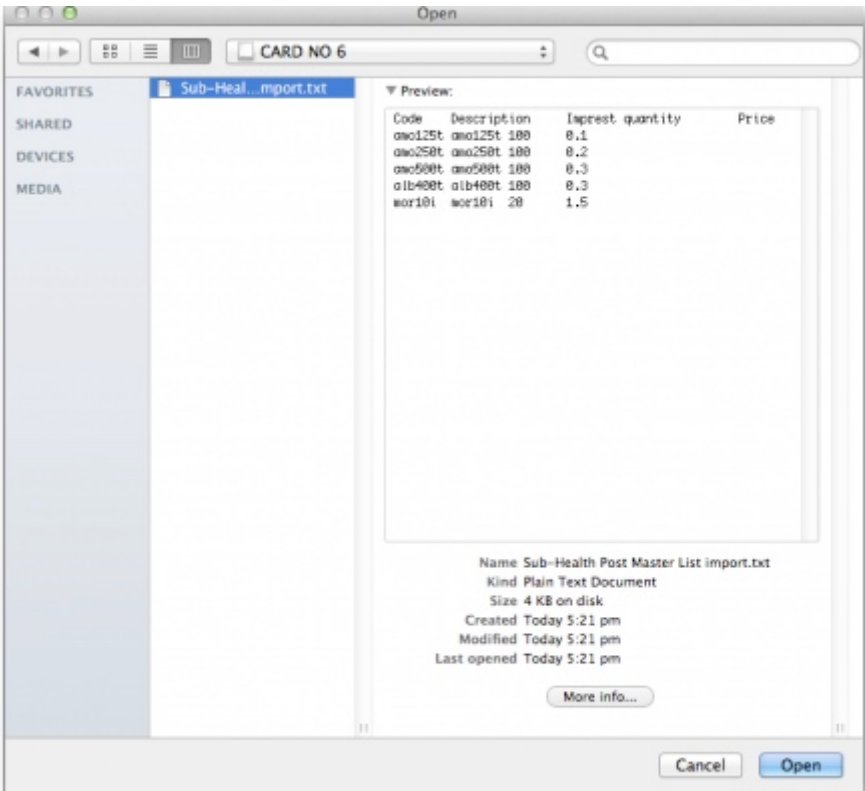 Open
CARD NO 6
FAVORITES
SHARED
DEVICES
MEDIA
Sub-Heal...mport.txt
Preview:
Code Description Imprest quantity Price
amo125t amo125t 100 0.1
amo250t amo250t 100 0.2
amo500t amo500t 100 0.3
alb400t alb400t 100 0.3
mor10i mor10i 20 1.5
Name Sub-Health Post Master List import.txt
Kind Plain Text Document
Size 4 KB on disk
Created Today 5:21 pm
Modified Today 5:21 pm
Last opened Today 5:21 pm
More info...
Cancel Open